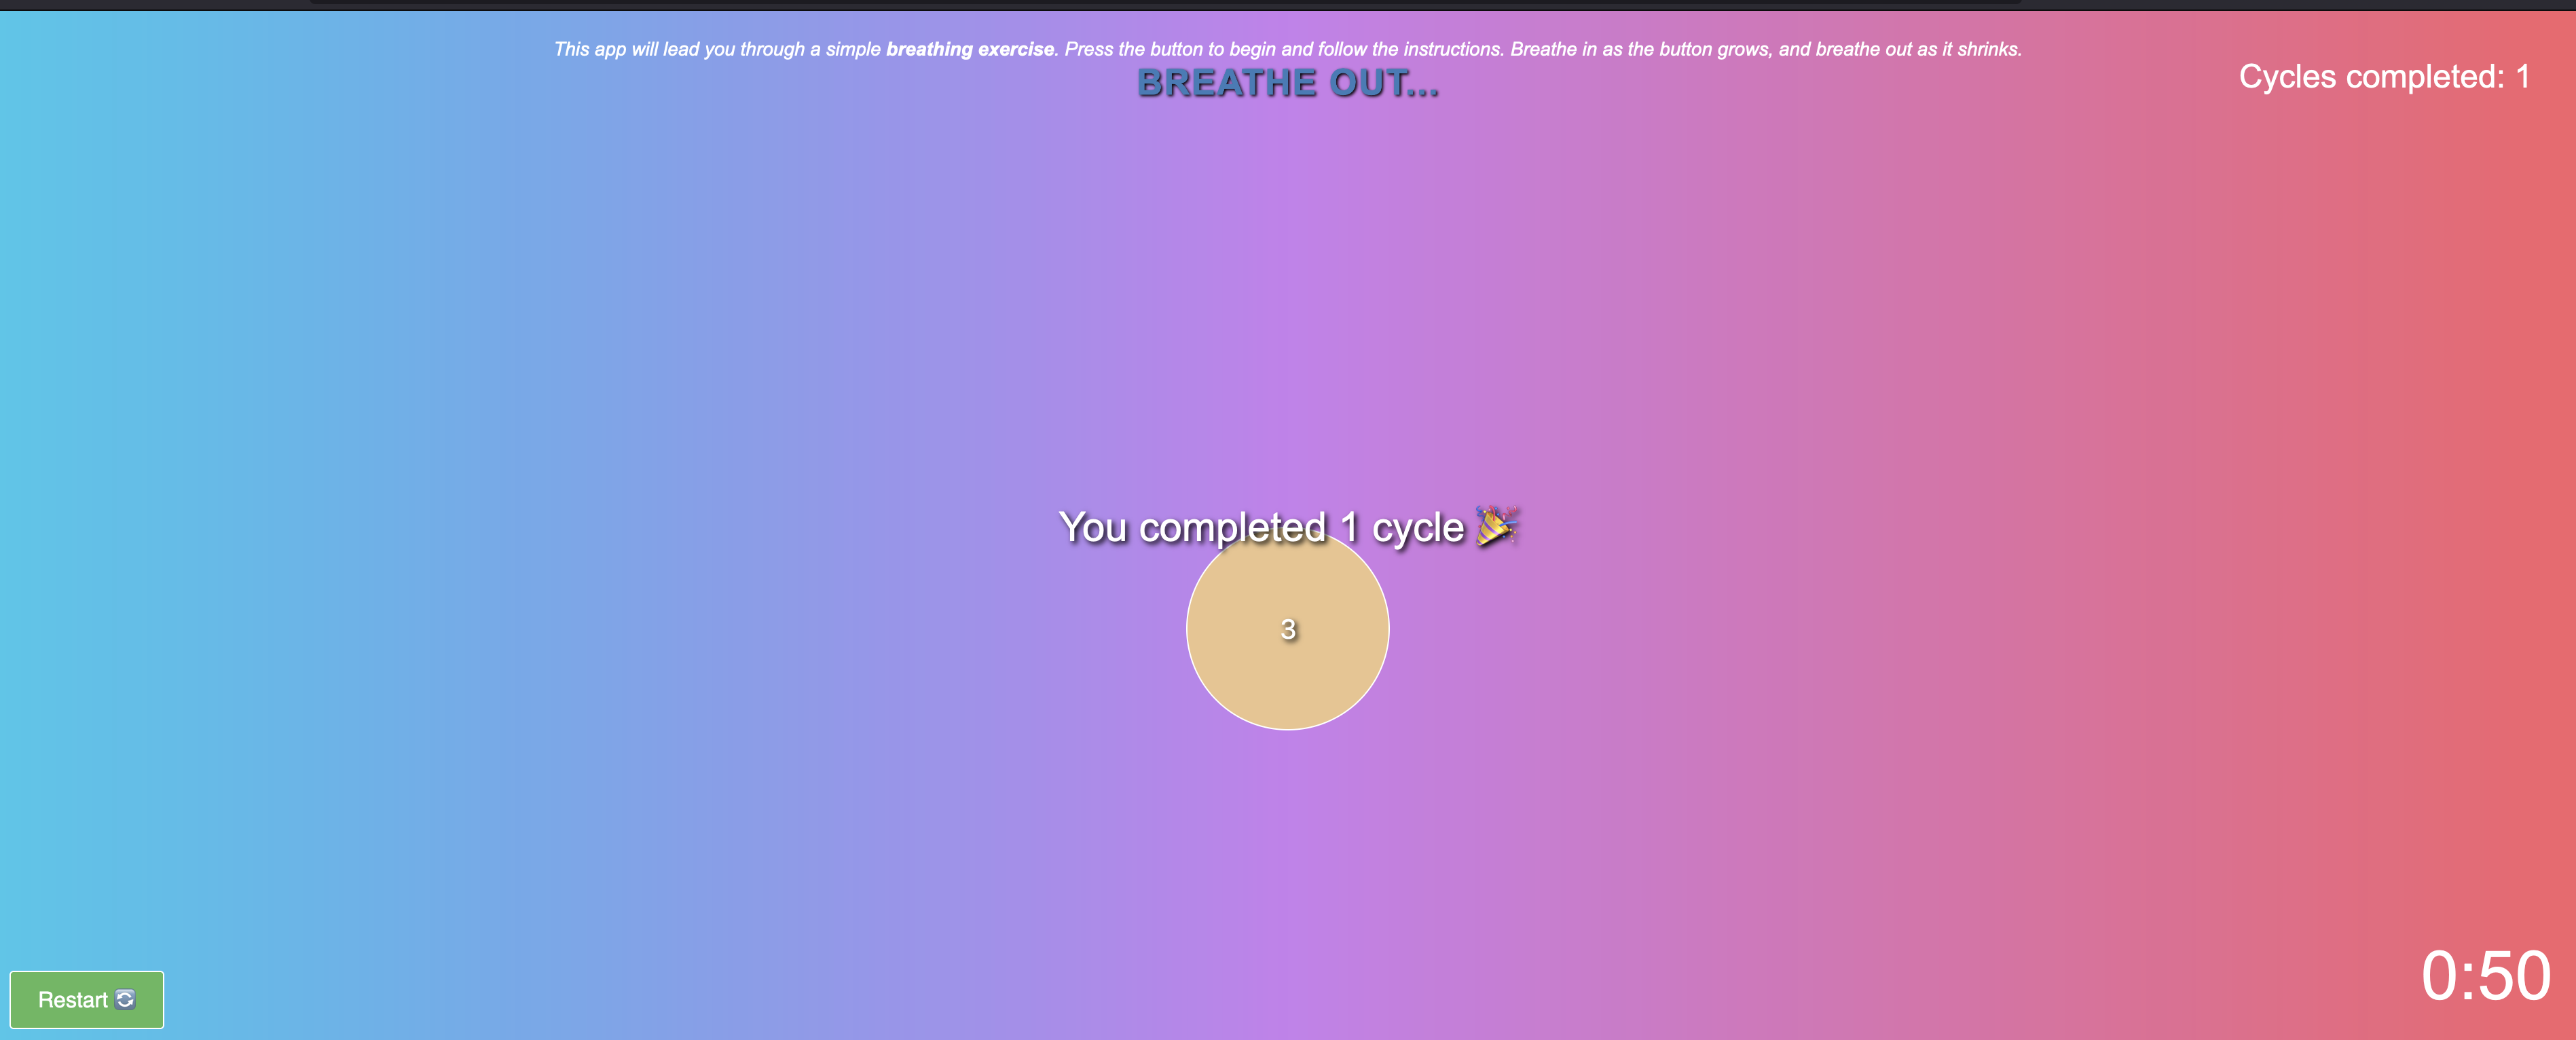 This app will lead you through a simple breathing exercise. Press the button to begin and follow the instructions. Breathe in as the button grows, and breathe out as it shrinks.
BREATHE OUT...
Cycles completed: 1
You completed 1 cycle 🎉
3
Restart 🔄
0:50